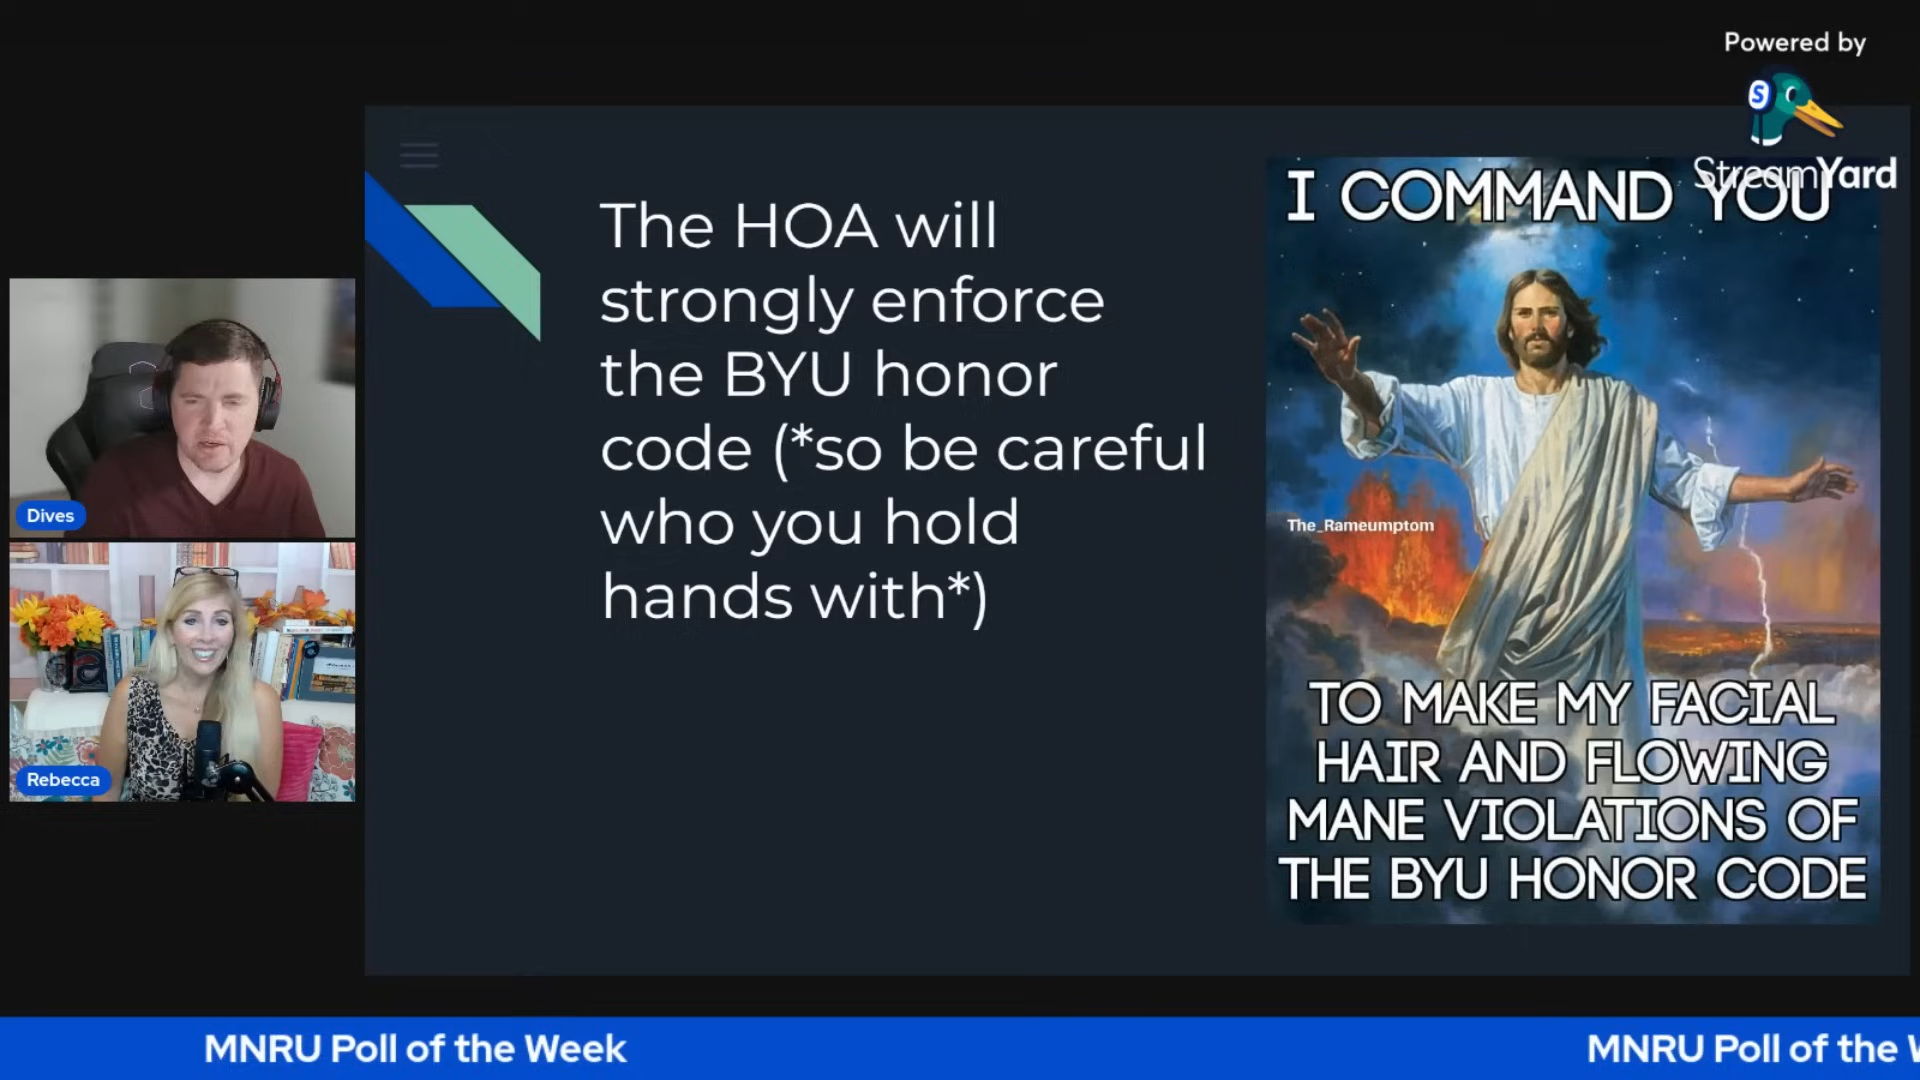 Powered by
StreamYard
The HOA will
strongly enforce
the BYU honor
code (*so be careful
who you hold
hands with*)
I COMMAND YOU
The_Rameumptom
TO MAKE MY FACIAL
HAIR AND FLOWING
MANE VIOLATIONS OF
THE BYU HONOR CODE
Dives
Rebecca
MNRU Poll of the Week
MNRU Poll of the